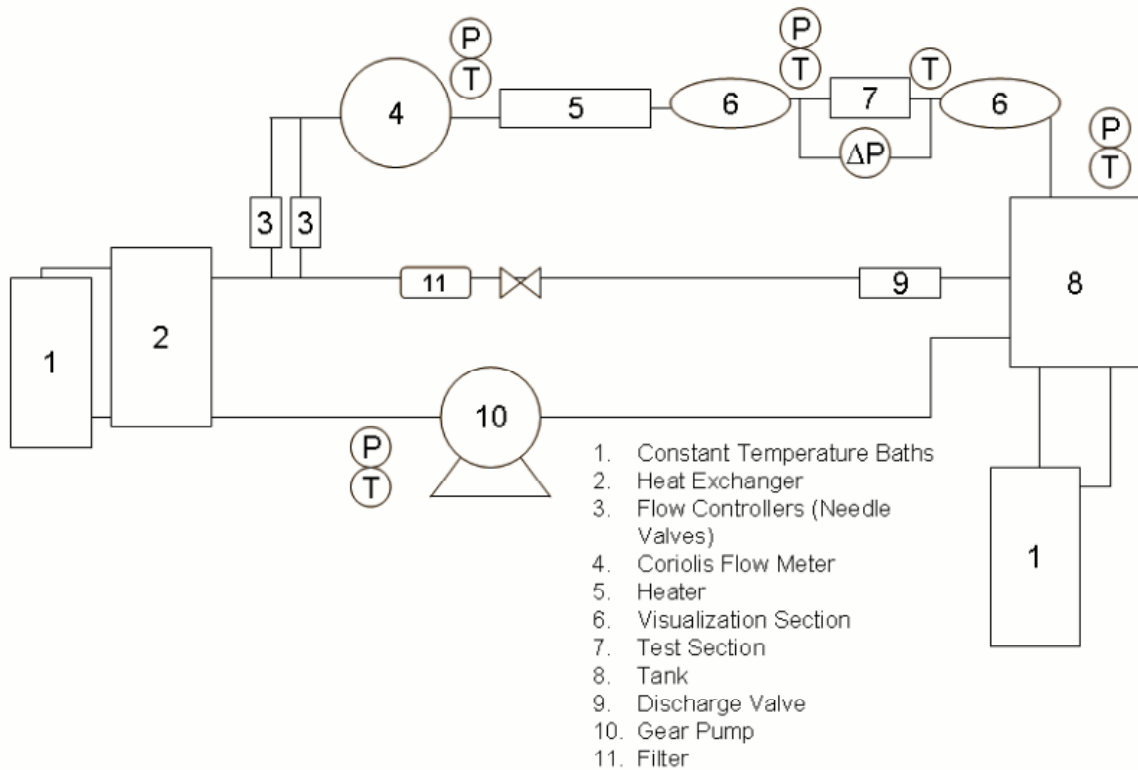 P
P
T
T
T
4
5
6
7
6
P
ΔP
T
3
3
11
9
8
2
1
10
P
T
1
1. Constant Temperature Baths
2. Heat Exchanger
3. Flow Controllers (Needle
Valves)
4. Coriolis Flow Meter
5. Heater
6. Visualization Section
7. Test Section
8. Tank
9. Discharge Valve
10. Gear Pump
11. Filter